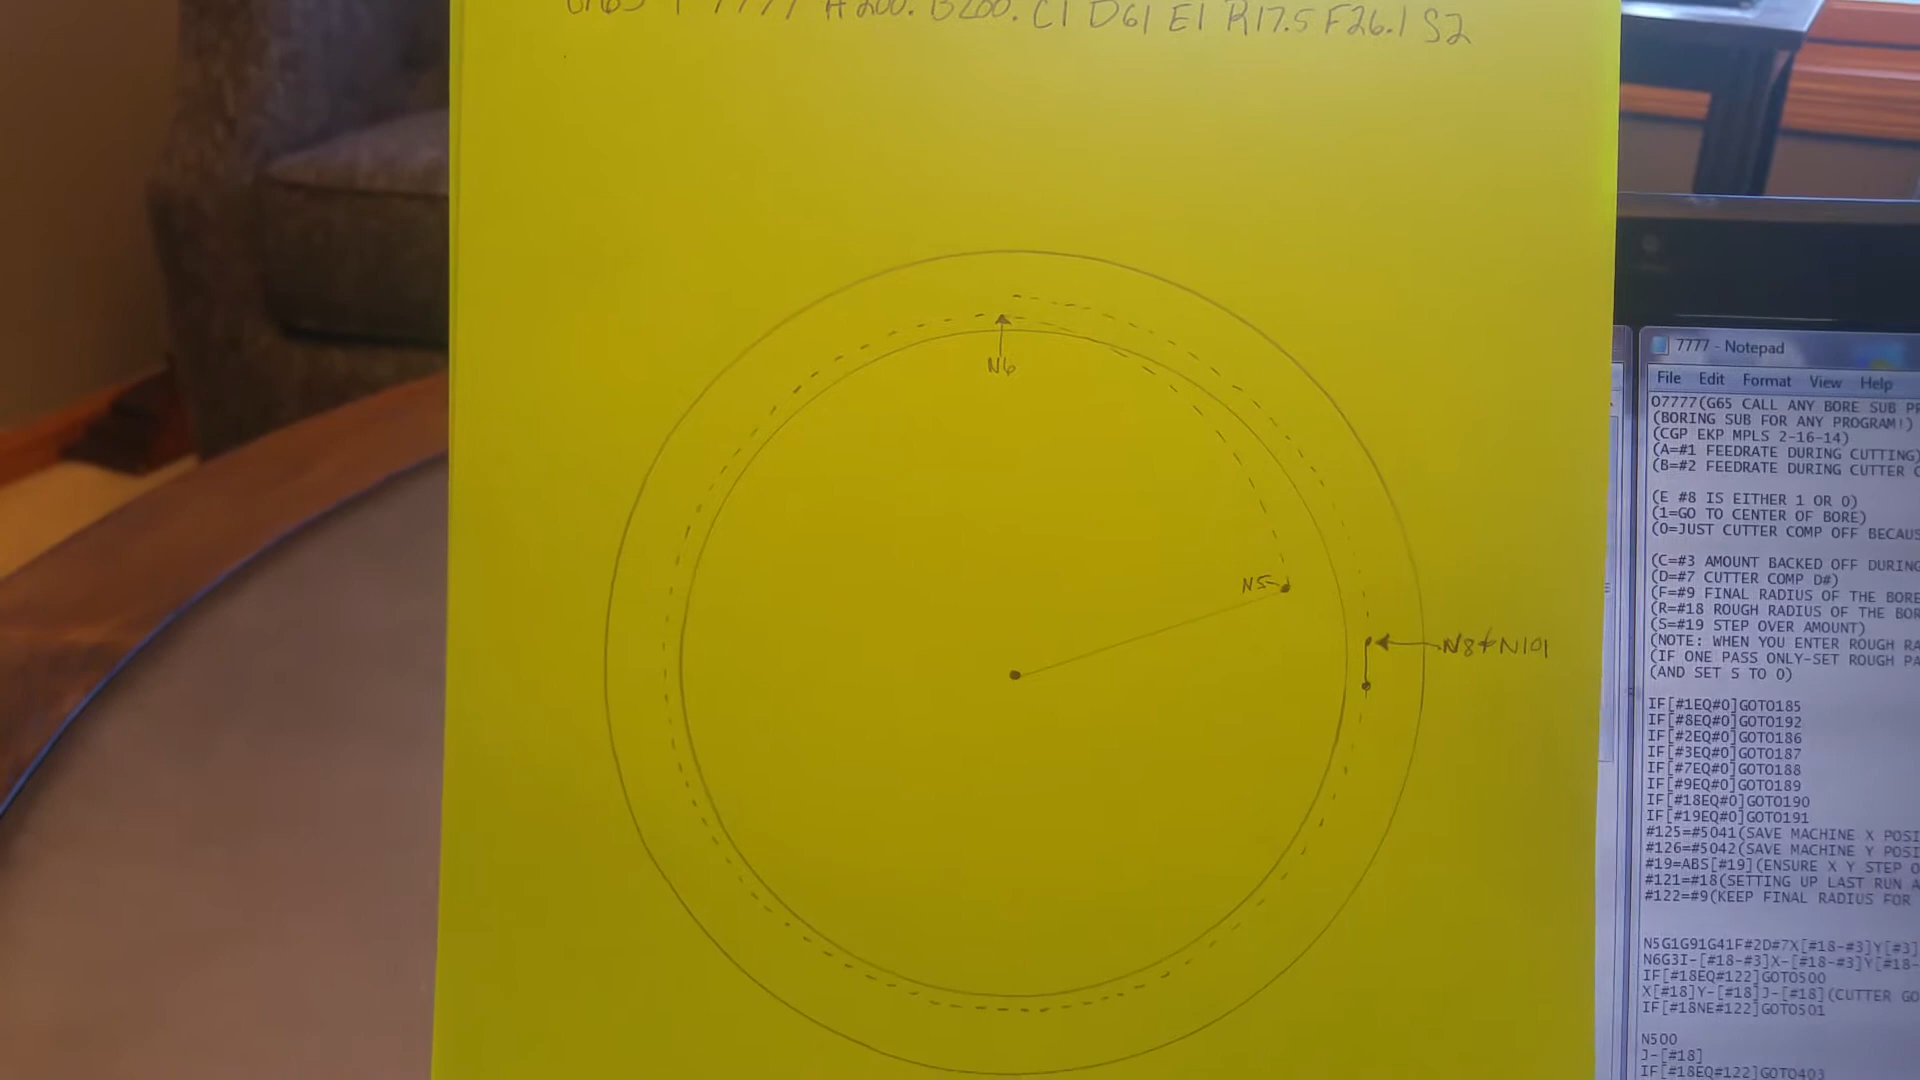 G65 P7777 A200. B200. C1 D61 E1 R17.5 F26.1 S2
N6
N5
N8&N101
7777 - Notepad
File Edit Format View Help
O7777(G65 CALL ANY BORE SUB
(BORING SUB FOR ANY PROGRAM!)
(CGP EKP MPLS 2-16-14)
(A=#1 FEEDRATE DURING CUTTING)
(B=#2 FEEDRATE DURING CUTTER
(E #8 IS EITHER 1 OR 0)
(1=GO TO CENTER OF BORE)
(0=JUST CUTTER COMP OFF
(C=#3 AMOUNT BACKED OFF DURING
(D=#7 CUTTER COMP D#)
(F=#9 FINAL RADIUS OF THE BORE
(R=#18 ROUGH RADIUS OF THE
(S=#19 STEP OVER AMOUNT)
(NOTE: WHEN YOU ENTER ROUGH
(IF ONE PASS ONLY-SET ROUGH
(AND SET S TO 0)
IF[#1EQ#0]GOTO185
IF[#8EQ#0]GOTO192
IF[#2EQ#0]GOTO186
IF[#3EQ#0]GOTO187
IF[#7EQ#0]GOTO188
IF[#9EQ#0]GOTO189
IF[#18EQ#0]GOTO190
IF[#19EQ#0]GOTO191
#125=#5041(SAVE MACHINE X
#126=#5042(SAVE MACHINE Y
#19=ABS[#19](ENSURE X Y STEP
#121=#18(SETTING UP LAST RUN
#122=#9(KEEP FINAL RADIUS FOR
N5G1G91G41F#2D#7X[#18-#3]Y[#3]
N6G3I-[#18-#3]X-[#18-#3]Y[#18-
IF[#18EQ#122]GOTO500
X[#18]Y-[#18]J-[#18](CUTTER
IF[#18NE#122]GOTO501
N500
J-[#18]
IF[#18EQ#122]GOTO403